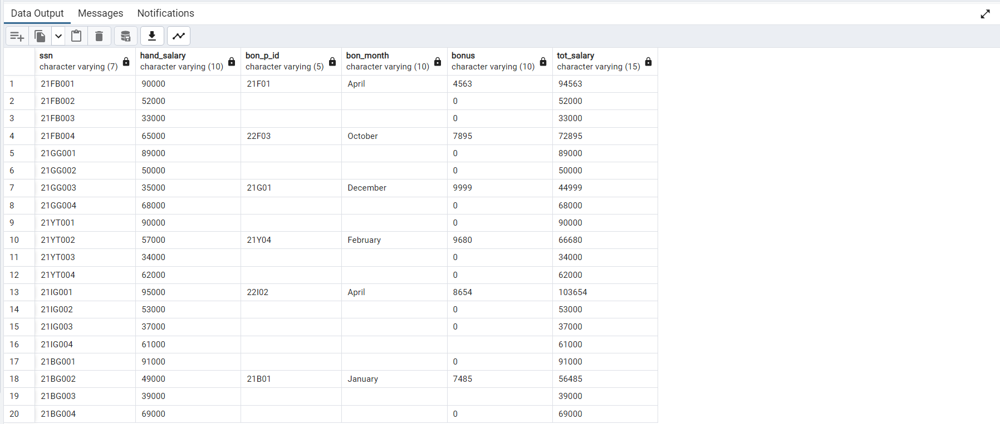 Data Output Messages Notifications
ssn hand_salary bon_p_id bon_month bonus tot_salary
character varying (7) character varying (10) character varying (5) character varying (10) character varying (10) character varying (15)
1 21FB001 90000 21F01 April 4563 94563
2 21FB002 52000 0 52000
3 21FB003 33000 0 33000
4 21FB004 65000 22F03 October 7895 72895
5 21GG001 89000 0 89000
6 21GG002 50000 0 50000
7 21GG003 35000 21G01 December 9999 44999
8 21GG004 68000 0 68000
9 21YT001 90000 0 90000
10 21YT002 57000 21Y04 February 9680 66680
11 21YT003 34000 0 34000
12 21YT004 62000 0 62000
13 21IG001 95000 22I02 April 8654 103654
14 21IG002 53000 0 53000
15 21IG003 37000 0 37000
16 21IG004 61000 61000
17 21BG001 91000 0 91000
18 21BG002 49000 21B01 January 7485 56485
19 21BG003 39000 39000
20 21BG004 69000 0 69000